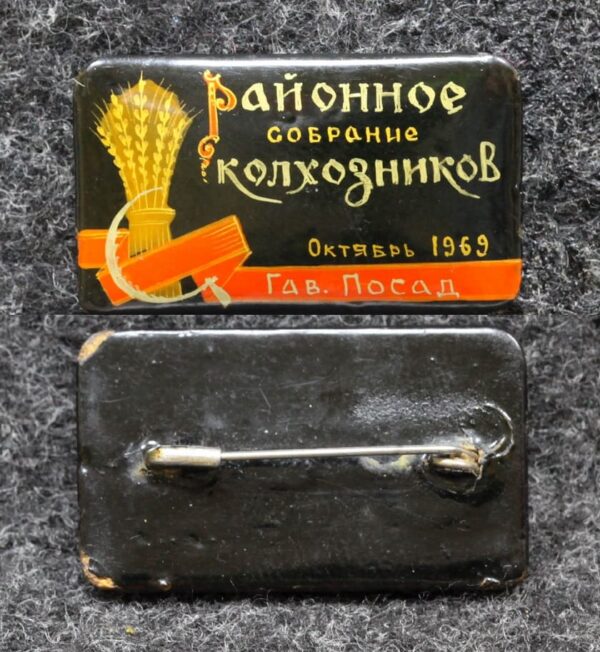 Районное
собрание
колхозников
Октябрь 1969
Гав. Посад